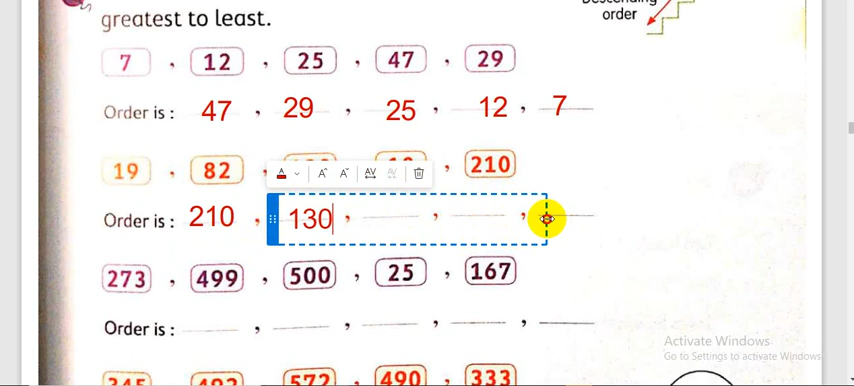 greatest to least.
order
7 , 12 , 25 , 47 , 29
Order is : 47 , 29 , 25 , 12 , 7
19 , 82 , 210
Order is : 210 , 130 , , ,
273 , 499 , 500 , 25 , 167
Order is : , , , ,
572 490 333
Activate Windows
Go to Settings to activate Windows